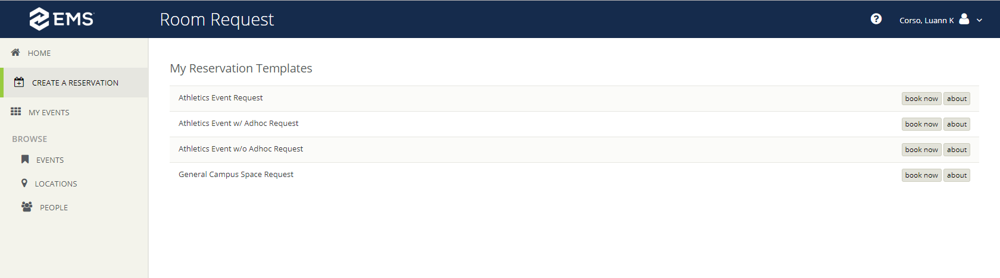 EMS
Room Request
?
Corso, Luann K
HOME
CREATE A RESERVATION
MY EVENTS
BROWSE
EVENTS
LOCATIONS
PEOPLE
My Reservation Templates
Athletics Event Request book now about
Athletics Event w/ Adhoc Request book now about
Athletics Event w/o Adhoc Request book now about
General Campus Space Request book now about